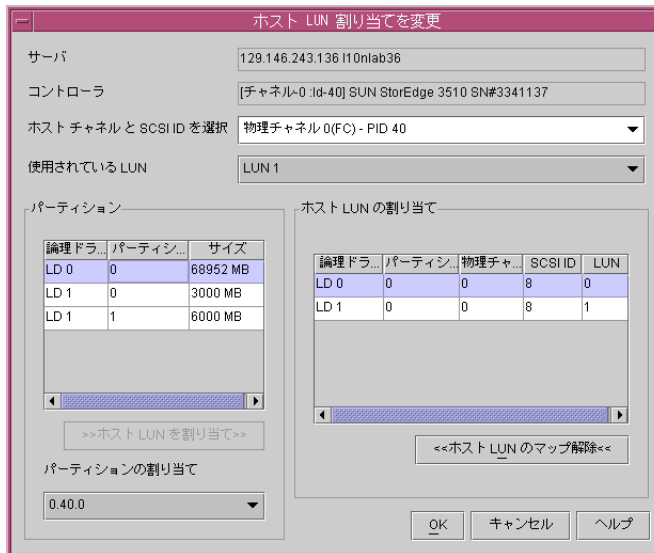 ホスト LUN 割り当てを変更
サーバ 129.146.243.136 l10nlab36
コントローラ [チャネル-0 :Id-40] SUN StorEdge 3510 SN#3341137
ホスト チャネル と SCSI ID を選択 物理チャネル 0(FC) - PID 40
使用されている LUN LUN 1
パーティション
論理ドラ... パーティシ... サイズ
LD 0 0 68952 MB
LD 1 0 3000 MB
LD 1 1 6000 MB
>>ホスト LUN を割り当て>>
パーティションの割り当て
0.40.0
ホスト LUN の割り当て
論理ドラ... パーティシ... 物理チャ... SCSI ID LUN
LD 0 0 0 8 0
LD 1 0 0 8 1
<<ホスト LUN のマップ解除<<
OK キャンセル ヘルプ